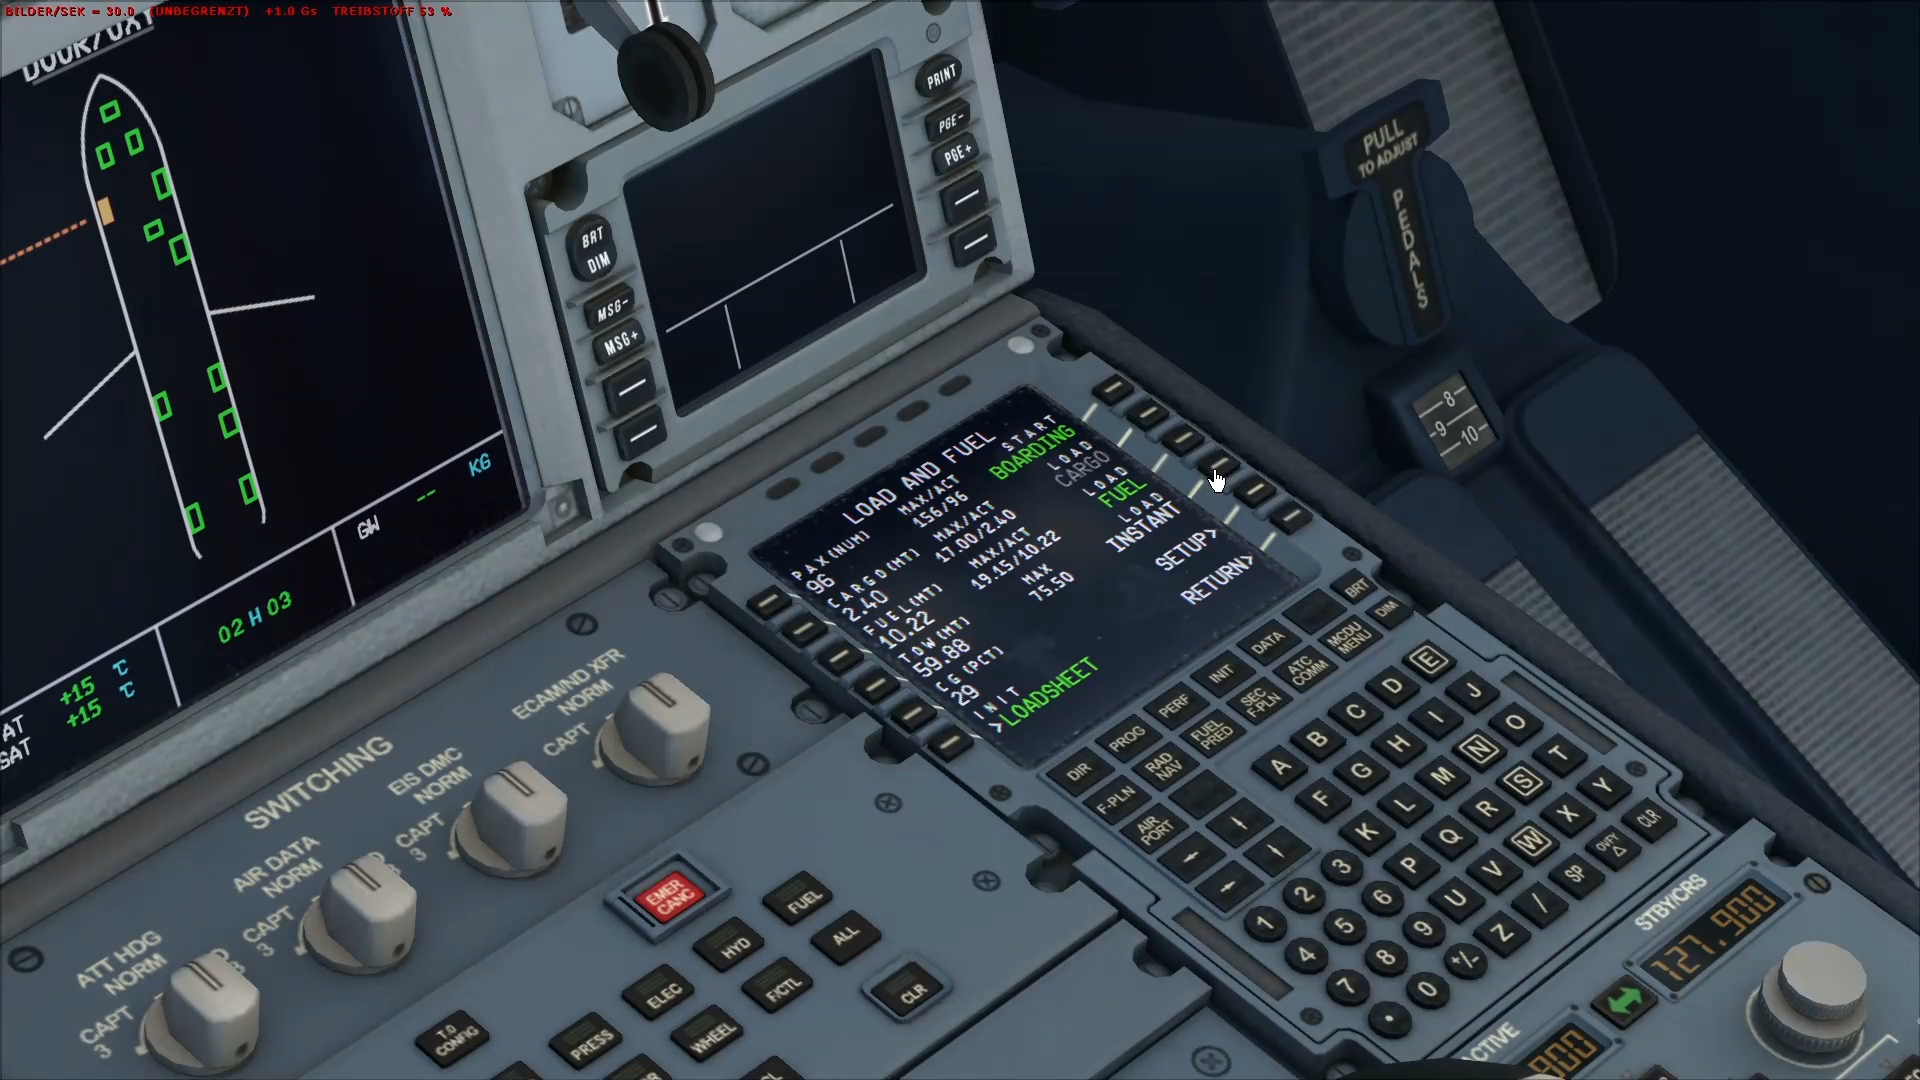 BILDER/SEK = 30.0 (UNBEGRENZT) +1.0 Gs TREIBSTOFF 53 %
KG
--
GW
02 H 03
+15 °C
SAT +15 °C
PRINT
PGE-
PGE+
BRT
DIM
MSG-
MSG+
PULL
TO ADJUST
PEDALS
8
9
10
LOAD AND FUEL
START
PAX(NUM) MAX/ACT BOARDING
96 156/96 LOAD
CARGO(MT) MAX/ACT CARGO
2.40 17.00/2.40 LOAD
FUEL(MT) MAX/ACT FUEL
10.22 19.15/10.22 LOAD
TOW(MT) MAX INSTANT
59.88 75.50
CG(PCT)
29 SETUP>
INIT
>LOADSHEET RETURN>
BRT
DIM
DIR PROG PERF INIT DATA
F-PLN RAD NAV FUEL PRED SEC F-PLN ATC COMM MCDU MENU
AIR PORT
A B C D E
F G H I J
K L M N O
P Q R S T
U V W X Y
Z / SP OVFY Δ CLR
1 2 3
4 5 6
7 8 9
. 0 +/-
SWITCHING
ATT HDG
NORM
CAPT
3
AIR DATA
NORM
CAPT
3
EIS DMC
NORM
CAPT
3
ECAM/ND XFR
NORM
CAPT
EMER
CANC
T.O
CONFIG
ELEC
HYD
FUEL
PRESS
F/CTL
ALL
WHEEL
CLR
STBY/CRS
127.900
900